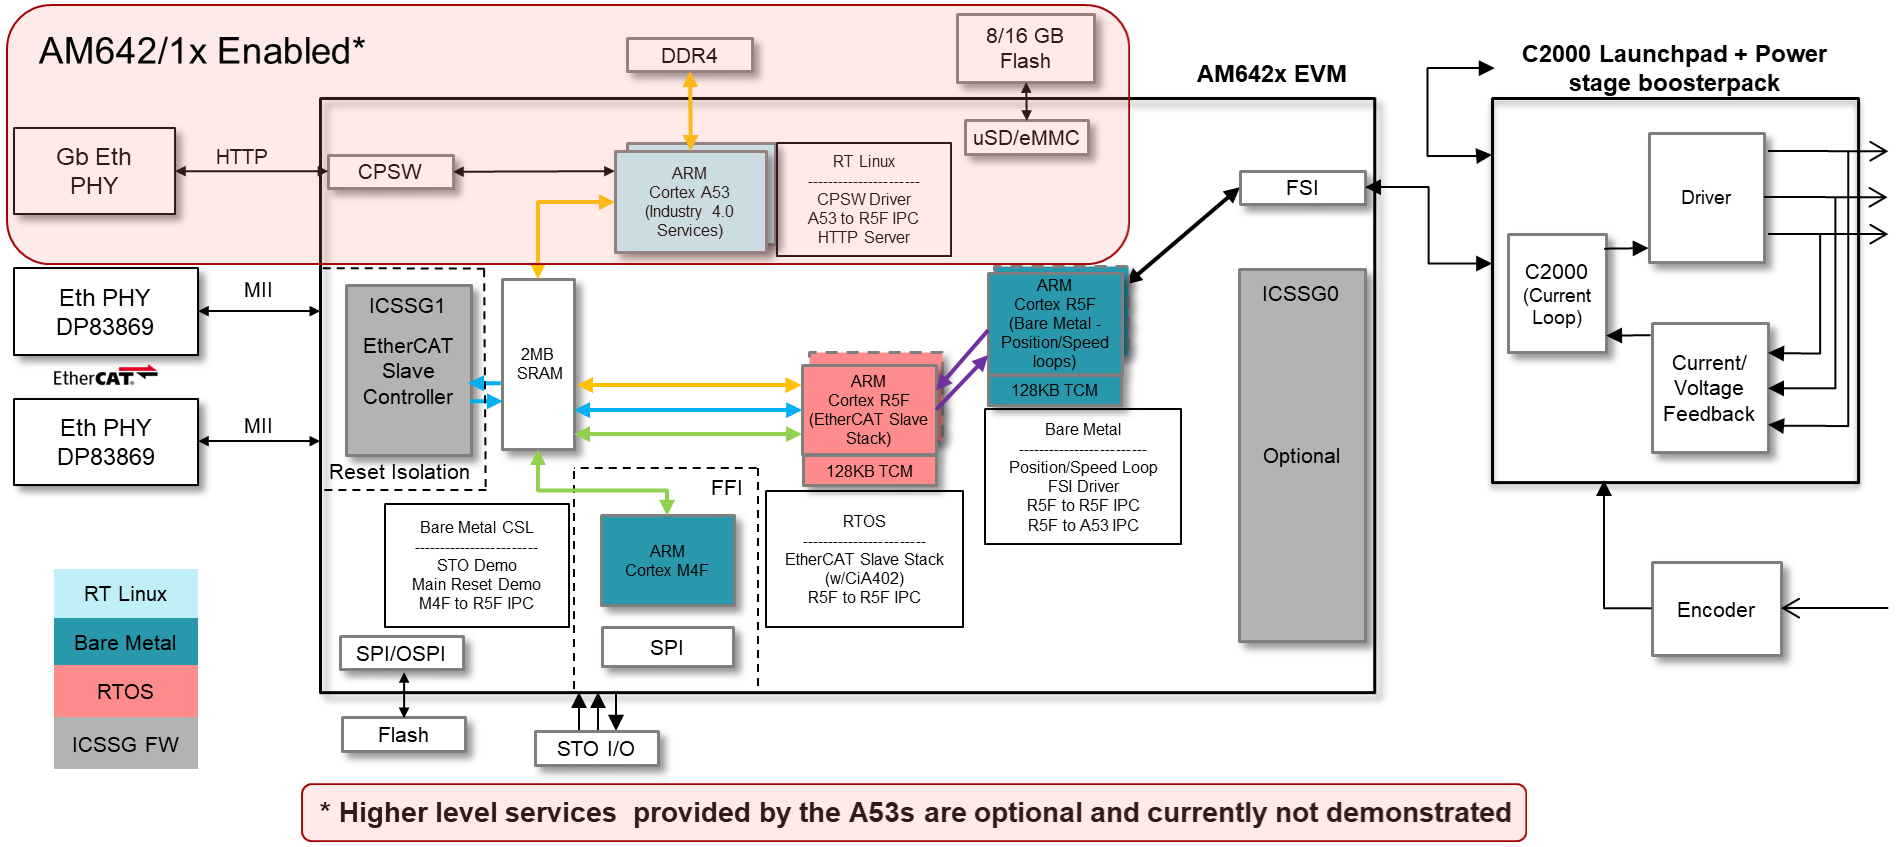 AM642/1x Enabled*
DDR4
8/16 GB
Flash
uSD/eMMC
AM642x EVM
C2000 Launchpad + Power
stage boosterpack
Gb Eth
PHY
HTTP
CPSW
ARM
Cortex A53
(Industry 4.0
Services)
RT Linux
----------------------
CPSW Driver
A53 to R5F IPC
HTTP Server
FSI
Driver
C2000
(Current
Loop)
Current/
Voltage
Feedback
Eth PHY
DP83869
MII
EtherCAT®
Eth PHY
DP83869
MII
ICSSG1
EtherCAT
Slave
Controller
Reset Isolation
2MB
SRAM
ARM
Cortex R5F
(EtherCAT Slave
Stack)
128KB TCM
ARM
Cortex R5F
(Bare Metal -
Position/Speed
loops)
128KB TCM
Bare Metal
-------------------------
Position/Speed Loop
FSI Driver
R5F to R5F IPC
R5F to A53 IPC
ICSSG0
Optional
FFI
ARM
Cortex M4F
SPI
Bare Metal CSL
------------------------
STO Demo
Main Reset Demo
M4F to R5F IPC
RTOS
------------------------
EtherCAT Slave Stack
(w/CiA402)
R5F to R5F IPC
Encoder
SPI/OSPI
Flash
STO I/O
RT Linux
Bare Metal
RTOS
ICSSG FW
* Higher level services provided by the A53s are optional and currently not demonstrated